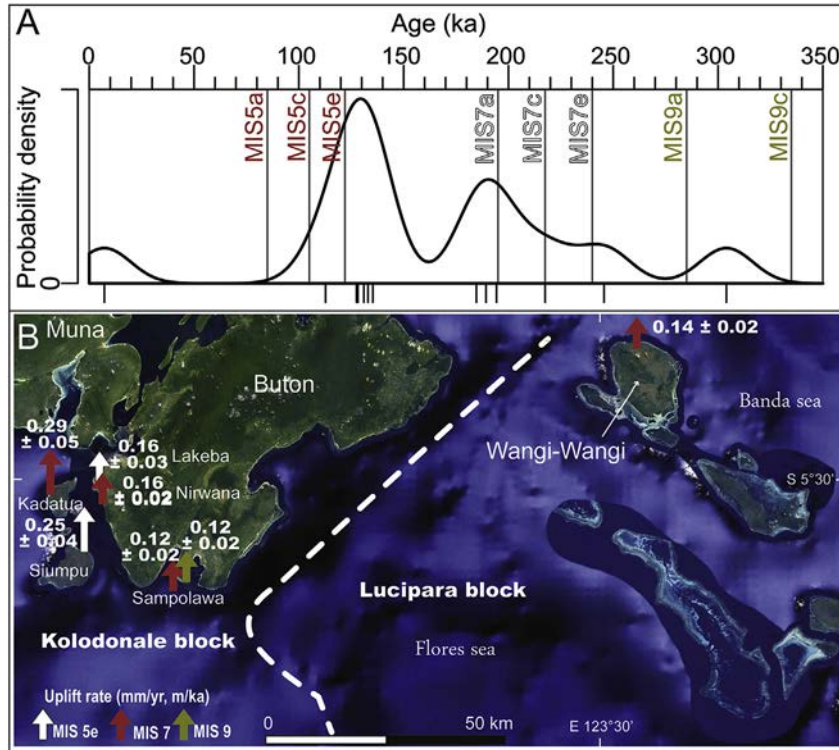 A
Age (ka)
0 50 100 150 200 250 300 350
Probability density
0
MIS5a
MIS5c
MIS5e
MIS7a
MIS7c
MIS7e
MIS9a
MIS9c
B
Muna
Buton
0.14 ± 0.02
Banda sea
Wangi-Wangi
0.29
± 0.05
0.16
± 0.03
Lakeba
0.16
± 0.02
Nirwana
S 5°30'
Kadatua
0.25
± 0.04
0.12
± 0.02
0.12
± 0.02
Siumpu
Sampolawa
Lucipara block
Kolodonale block
Flores sea
Uplift rate (mm/yr, m/ka)
MIS 5e MIS 7 MIS 9
0 50 km
E 123°30'